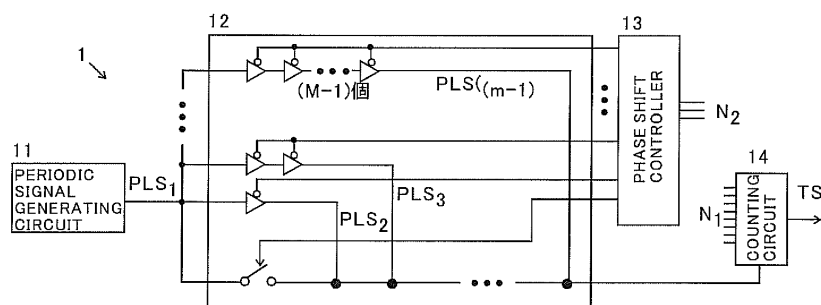 12
13
1
(M-1)個
PLS((m-1)
PHASE SHIFT
CONTROLLER
N2
11
PERIODIC
SIGNAL
GENERATING
CIRCUIT
PLS1
PLS3
PLS2
14
N1
COUNTING
CIRCUIT
TS